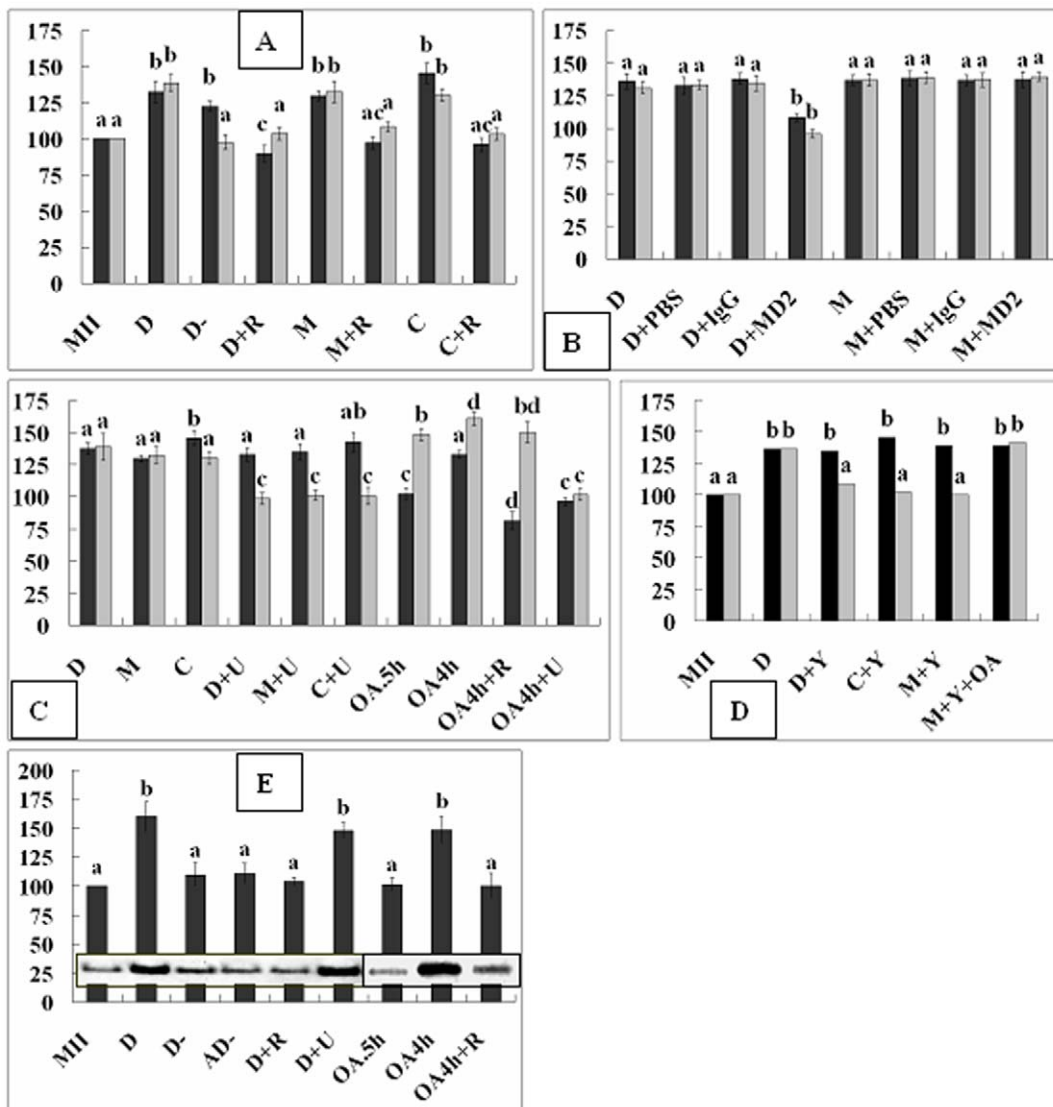 A
175
150
125
100
75
50
25
0
a a b b b a c a b b ac a b b ac a
MII D D- D+R M M+R C C+R
B
175
150
125
100
75
50
25
0
a a a a a a b b a a a a a a a a
D D+PBS D+IgG D+MD2 M M+PBS M+IgG M+MD2
C
175
150
125
100
75
50
25
0
a a a a b a a c a c ab c c b a d d bd c c
D M C D+U M+U C+U OA.5h OA4h OA4h+R OA4h+U
D
175
150
125
100
75
50
25
0
a a b b b a b a b a b b
MII D D+Y C+Y M+Y M+Y+OA
E
200
175
150
125
100
75
50
25
0
a b a a a b a b a
MII D D- AD- D+R D+U OA.5h OA4h OA4h+R